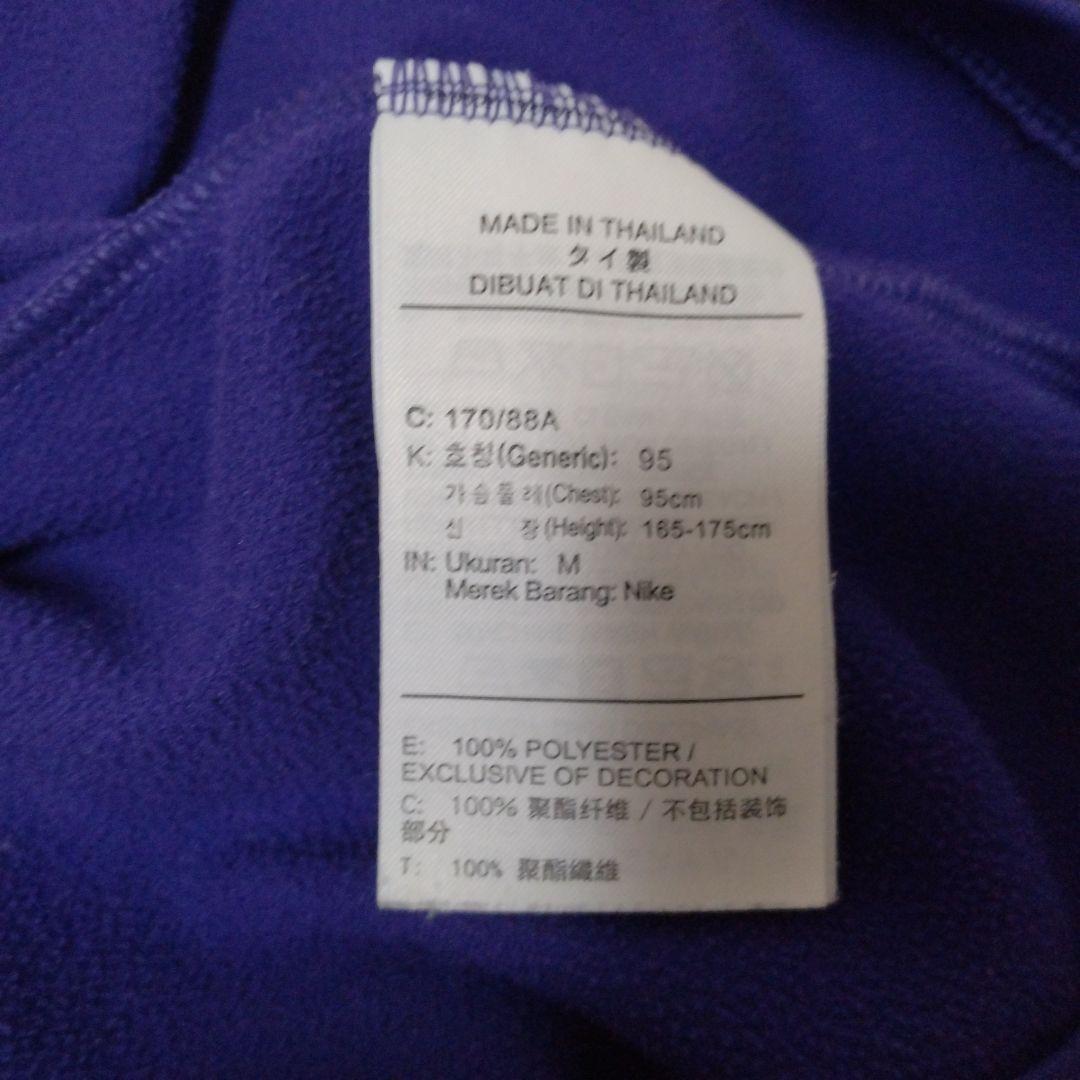 MADE IN THAILAND
タイ製
DIBUAT DI THAILAND
C: 170/88A
K: 호칭(Generic): 95
가슴둘레(Chest): 95cm
신 장(Height): 165-175cm
IN: Ukuran: M
Merek Barang: Nike
E: 100% POLYESTER /
EXCLUSIVE OF DECORATION
C: 100% 聚酯纤维 / 不包括装饰
部分
T: 100% 聚酯纖維